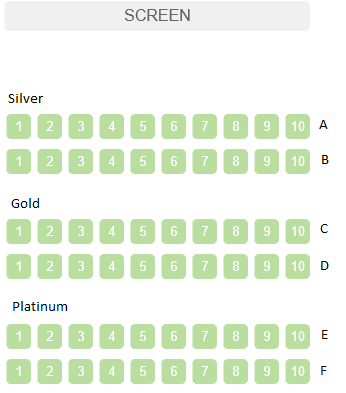 SCREEN
Silver
1 2 3 4 5 6 7 8 9 10 A
1 2 3 4 5 6 7 8 9 10 B
Gold
1 2 3 4 5 6 7 8 9 10 C
1 2 3 4 5 6 7 8 9 10 D
Platinum
1 2 3 4 5 6 7 8 9 10 E
1 2 3 4 5 6 7 8 9 10 F